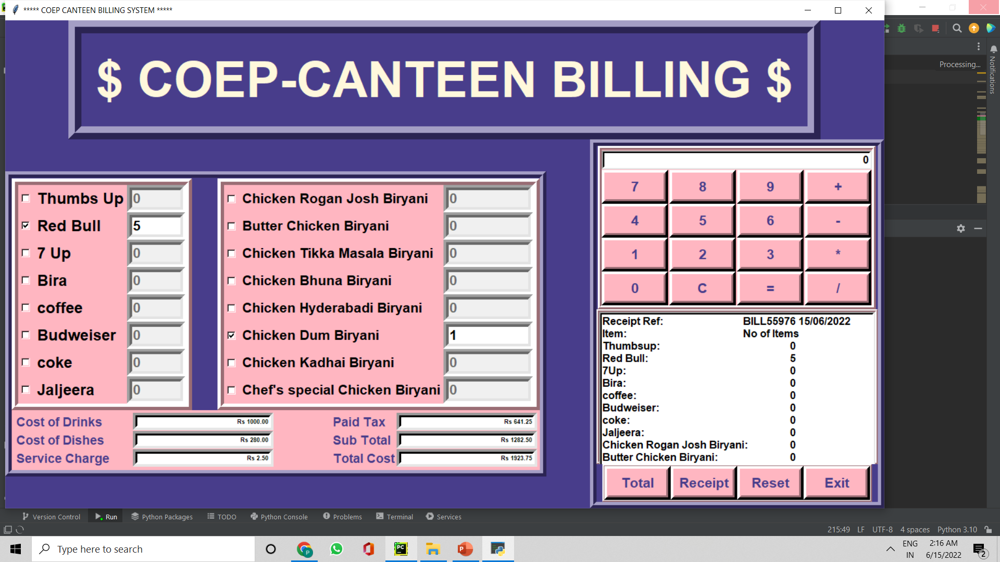 ***** COEP CANTEEN BILLING SYSTEM *****
$ COEP-CANTEEN BILLING $
Processing...
Notifications
Thumbs Up 0
Red Bull 5
7 Up 0
Bira 0
coffee 0
Budweiser 0
coke 0
Jaljeera 0
Chicken Rogan Josh Biryani 0
Butter Chicken Biryani 0
Chicken Tikka Masala Biryani 0
Chicken Bhuna Biryani 0
Chicken Hyderabadi Biryani 0
Chicken Dum Biryani 1
Chicken Kadhai Biryani 0
Chef's special Chicken Biryani 0
Cost of Drinks Rs 1000.00
Cost of Dishes Rs 280.00
Service Charge Rs 2.50
Paid Tax Rs 641.25
Sub Total Rs 1282.50
Total Cost Rs 1923.75
0
7 8 9 +
4 5 6 -
1 2 3 *
0 C = /
Receipt Ref: BILL55976 15/06/2022
Item: No of Items
Thumbsup: 0
Red Bull: 5
7Up: 0
Bira: 0
coffee: 0
Budweiser: 0
coke: 0
Jaljeera: 0
Chicken Rogan Josh Biryani: 0
Butter Chicken Biryani: 0
Total Receipt Reset Exit
Version Control Run Python Packages TODO Python Console Problems Terminal Services
215:49 LF UTF-8 4 spaces Python 3.10
Type here to search
PC
P
P
ENG
IN
2:16 AM
6/15/2022
2